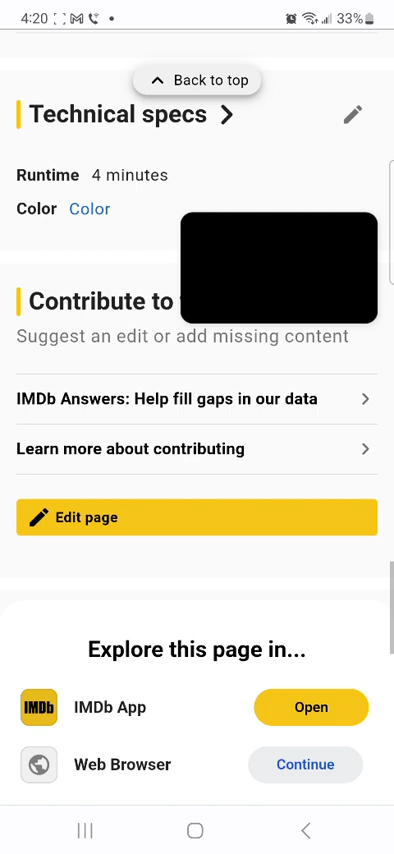 4:20 33%
Back to top
Technical specs
Runtime 4 minutes
Color Color
Contribute to
Suggest an edit or add missing content
IMDb Answers: Help fill gaps in our data
Learn more about contributing
Edit page
Explore this page in...
IMDb IMDb App Open
Web Browser Continue